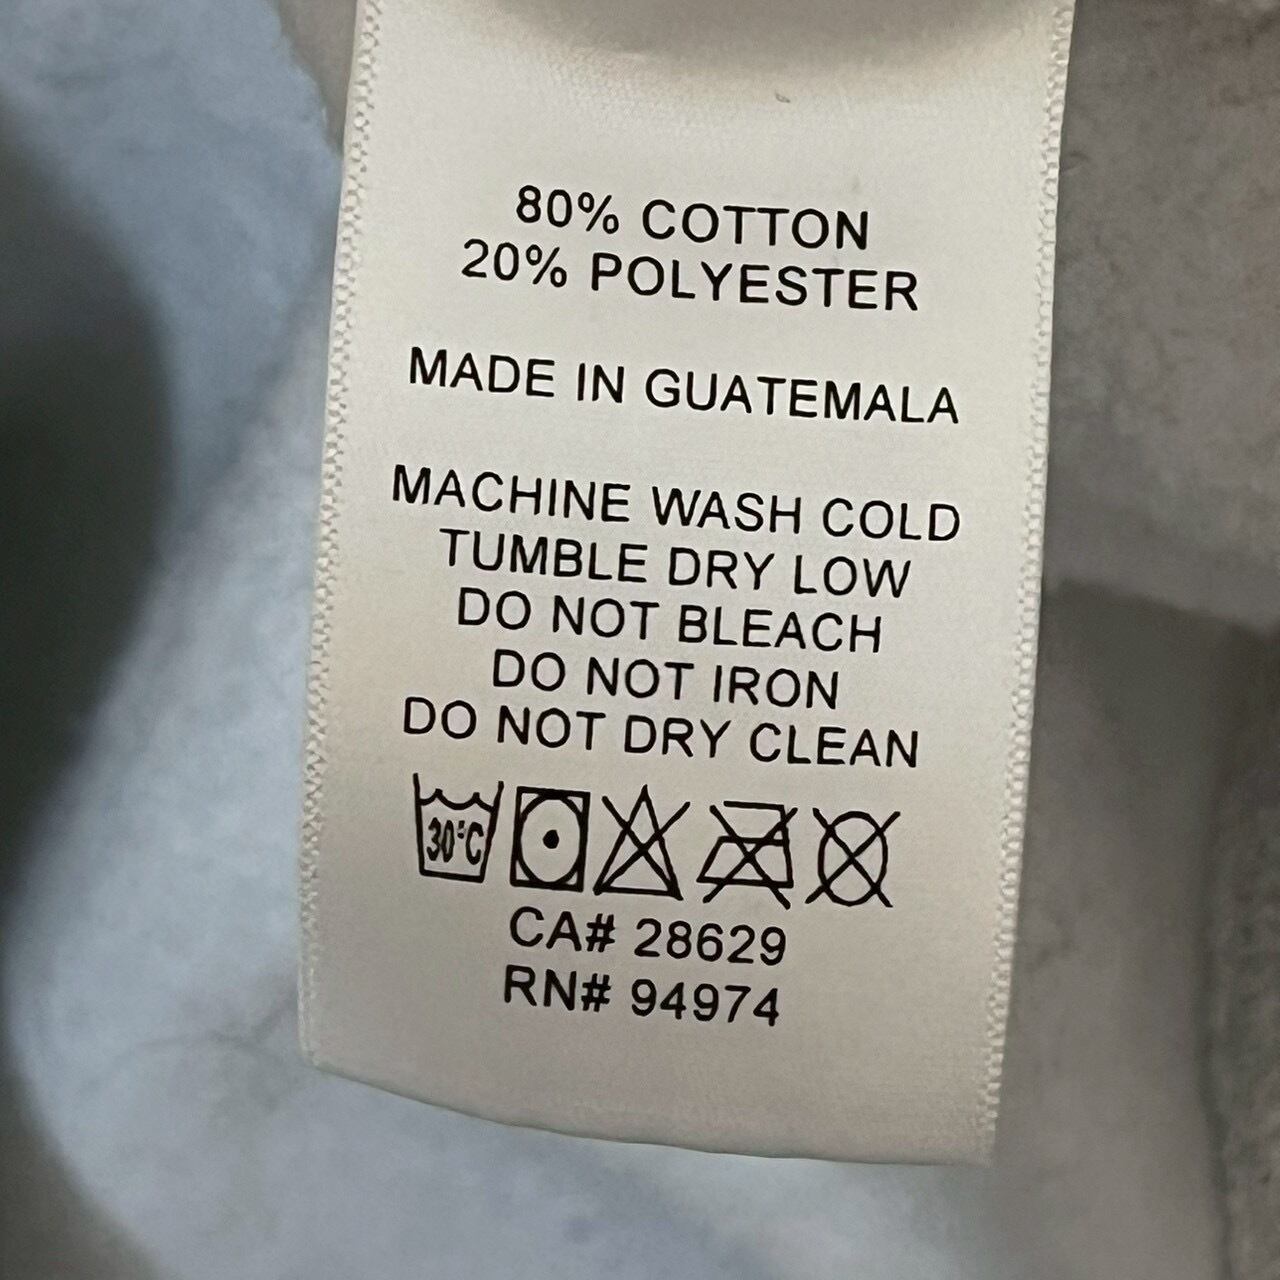 80% COTTON
20% POLYESTER
MADE IN GUATEMALA
MACHINE WASH COLD
TUMBLE DRY LOW
DO NOT BLEACH
DO NOT IRON
DO NOT DRY CLEAN
30°C
CA# 28629
RN# 94974